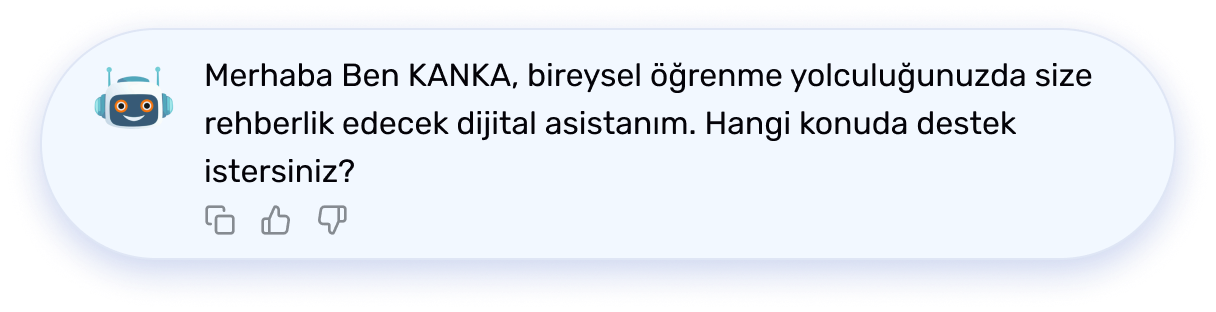 Merhaba Ben KANKA, bireysel öğrenme yolculuğunuzda size
rehberlik edecek dijital asistanım. Hangi konuda destek
istersiniz?